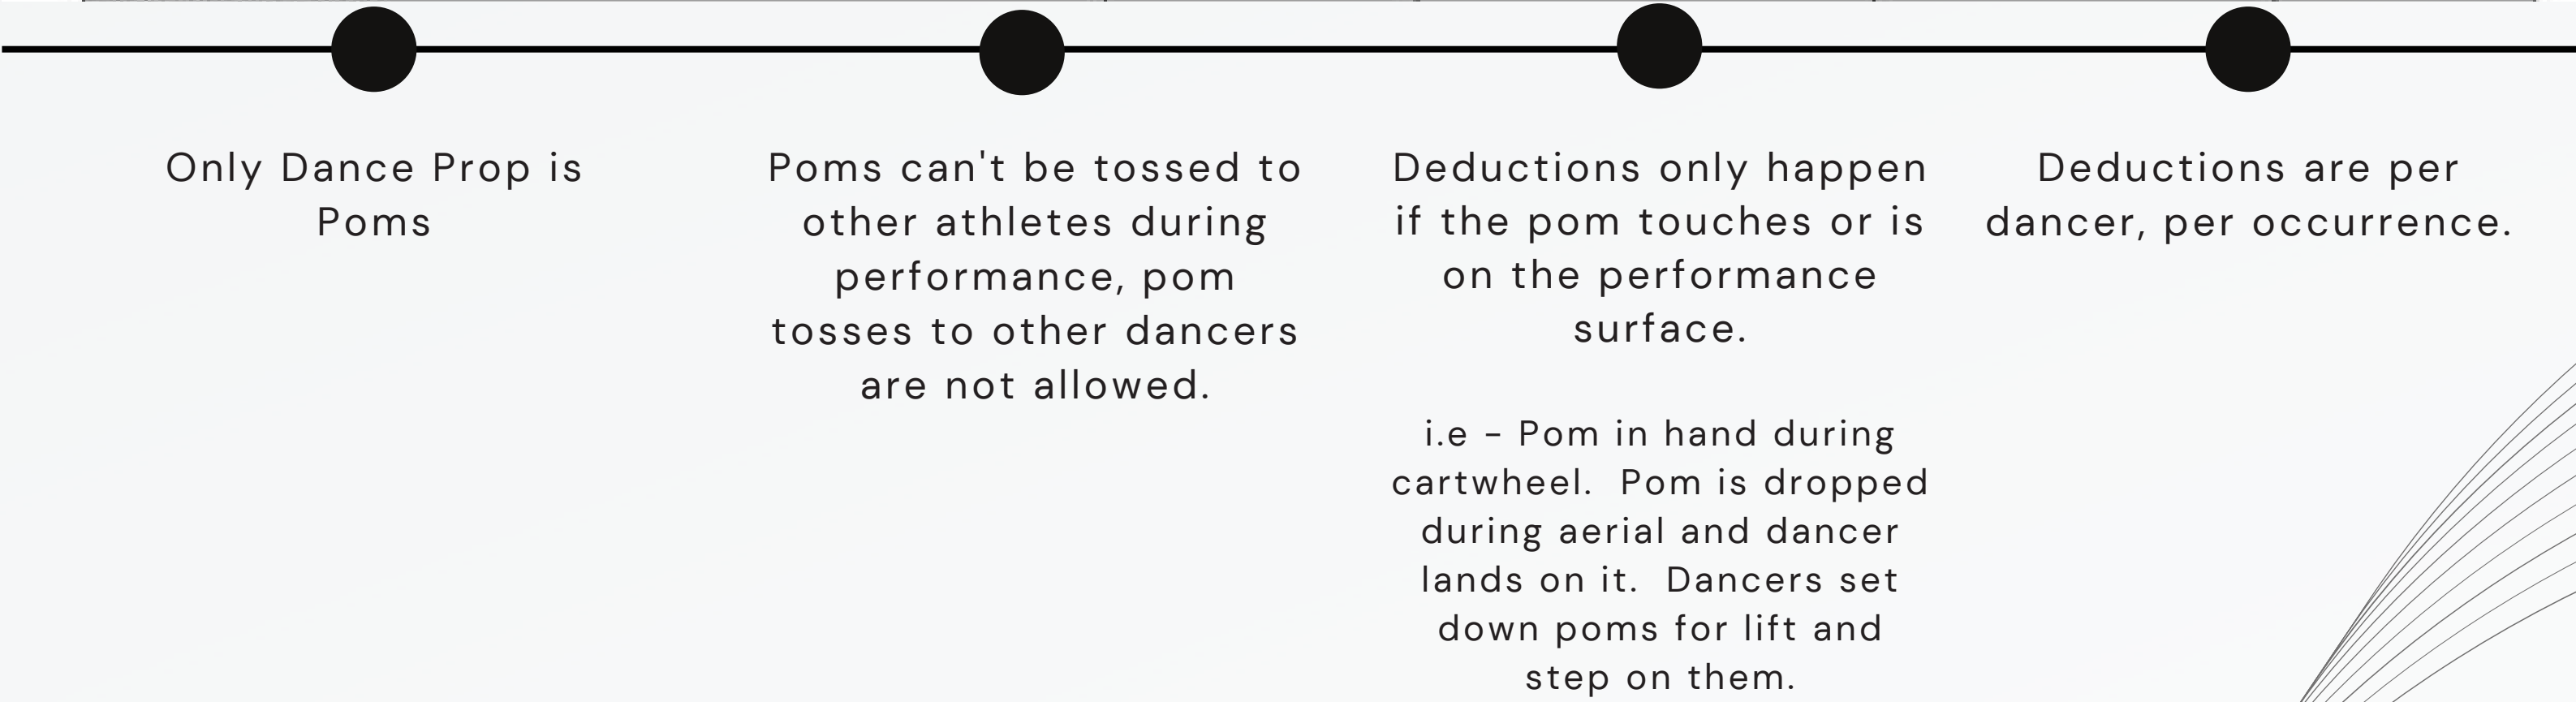 Only Dance Prop is
Poms
Poms can't be tossed to
other athletes during
performance, pom
tosses to other dancers
are not allowed.
Deductions only happen
if the pom touches or is
on the performance
surface.
i.e - Pom in hand during
cartwheel.  Pom is dropped
during aerial and dancer
lands on it.  Dancers set
down poms for lift and
step on them.
Deductions are per
dancer, per occurrence.